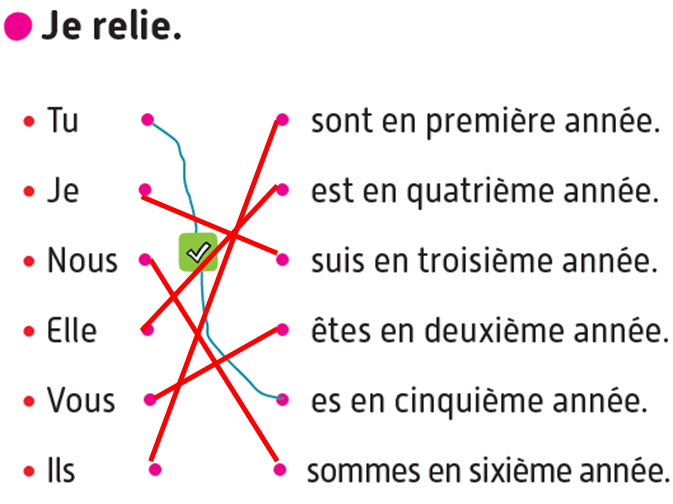 Je relie.
Tu sont en première année.
Je est en quatrième année.
Nous suis en troisième année.
Elle êtes en deuxième année.
Vous es en cinquième année.
Ils sommes en sixième année.